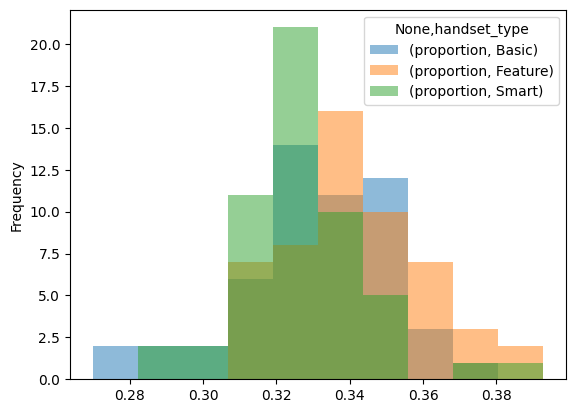 None,handset_type
(proportion, Basic)
(proportion, Feature)
(proportion, Smart)
Frequency
20.0
17.5
15.0
12.5
10.0
7.5
5.0
2.5
0.0
0.28 0.30 0.32 0.34 0.36 0.38